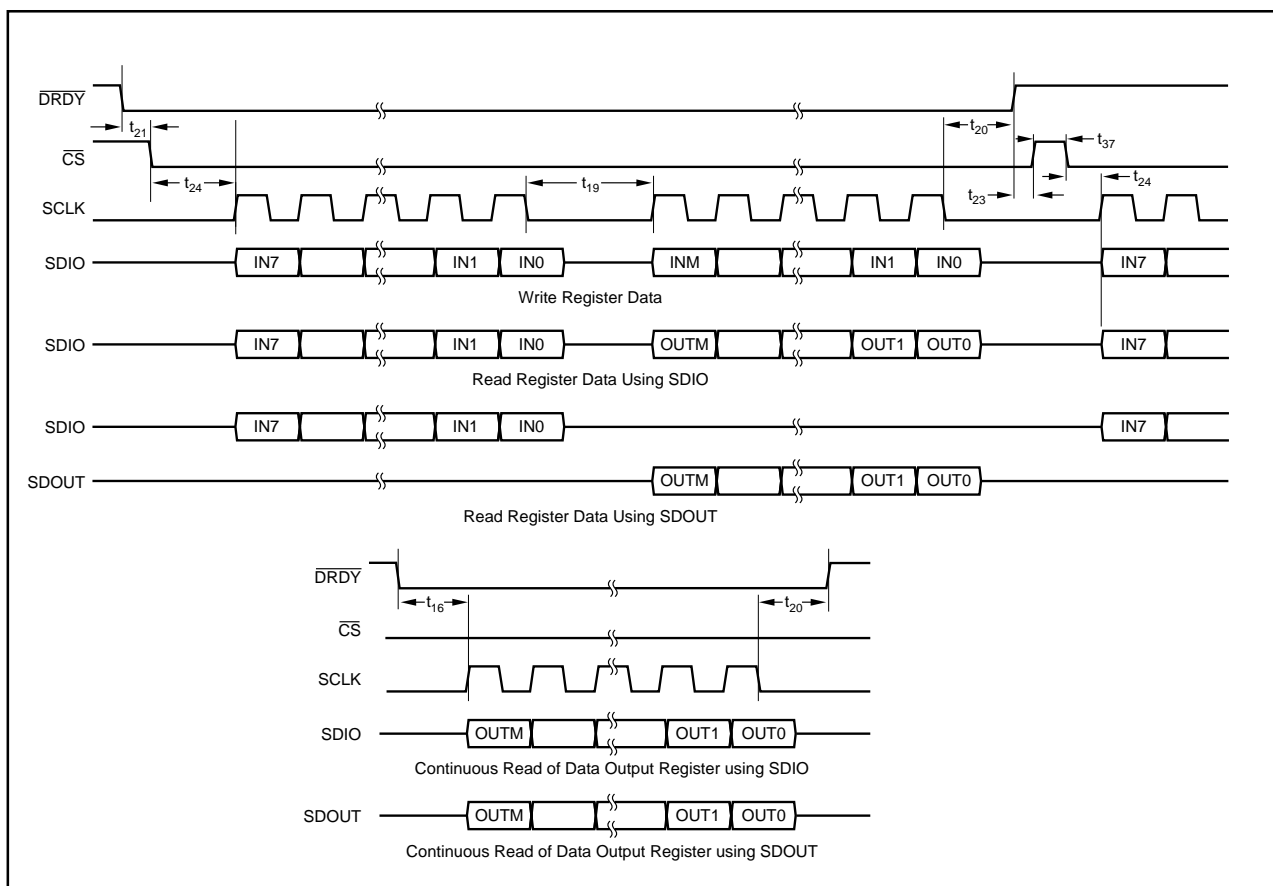 DRDY
t21
t20
CS
t37
t24
t19
t24
t23
SCLK
SDIO IN7 IN1 IN0 INM IN1 IN0 IN7
Write Register Data
SDIO IN7 IN1 IN0 OUTM OUT1 OUT0 IN7
Read Register Data Using SDIO
SDIO IN7 IN1 IN0 IN7
SDOUT OUTM OUT1 OUT0
Read Register Data Using SDOUT
DRDY
t16 t20
CS
SCLK
SDIO OUTM OUT1 OUT0
Continuous Read of Data Output Register using SDIO
SDOUT OUTM OUT1 OUT0
Continuous Read of Data Output Register using SDOUT